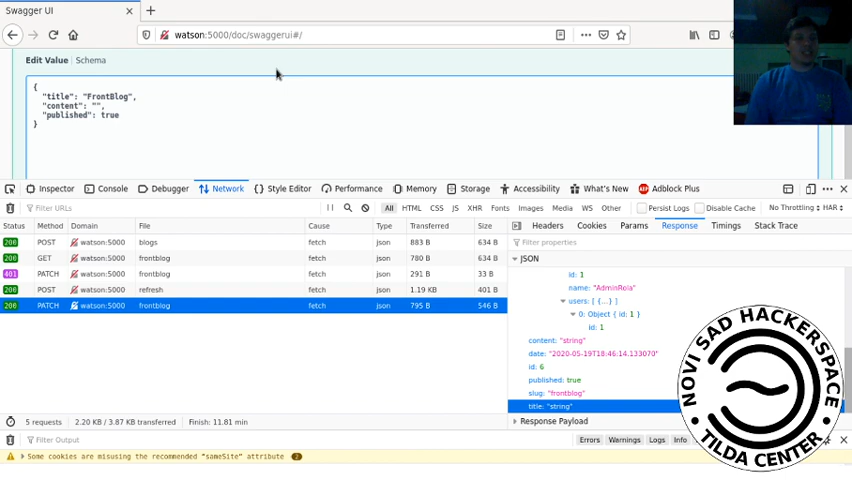 Swagger UI
watson:5000/doc/swaggerui#/
Edit Value | Schema
{
"title": "FrontBlog",
"content": "",
"published": true
}
Inspector Console Debugger Network Style Editor Performance Memory Storage Accessibility What's New Adblock Plus
Filter URLs
All HTML CSS JS XHR Fonts Images Media WS Other Persist Logs Disable Cache No Throttling HAR
Status Method Domain File Cause Type Transferred Size
Headers Cookies Params Response Timings Stack Trace
200 POST watson:5000 blogs fetch json 883 B 634 B
200 GET watson:5000 frontblog fetch json 780 B 634 B
401 PATCH watson:5000 frontblog fetch json 291 B 33 B
200 POST watson:5000 refresh fetch json 1.19 KB 401 B
200 PATCH watson:5000 frontblog fetch json 795 B 546 B
Filter properties
JSON
id: 1
name: "AdminRola"
users: [ {…} ]
0: Object { id: 1 }
id: 1
content: "string"
date: "2020-05-19T18:46:14.133070"
id: 6
published: true
slug: "frontblog"
title: "string"
Response Payload
5 requests 2.20 KB / 3.87 KB transferred Finish: 11.81 min
Filter Output
Errors Warnings Logs Info
Some cookies are misusing the recommended "sameSite" attribute 2
NOVI SAD HACKERSPACE
TILDA CENTER